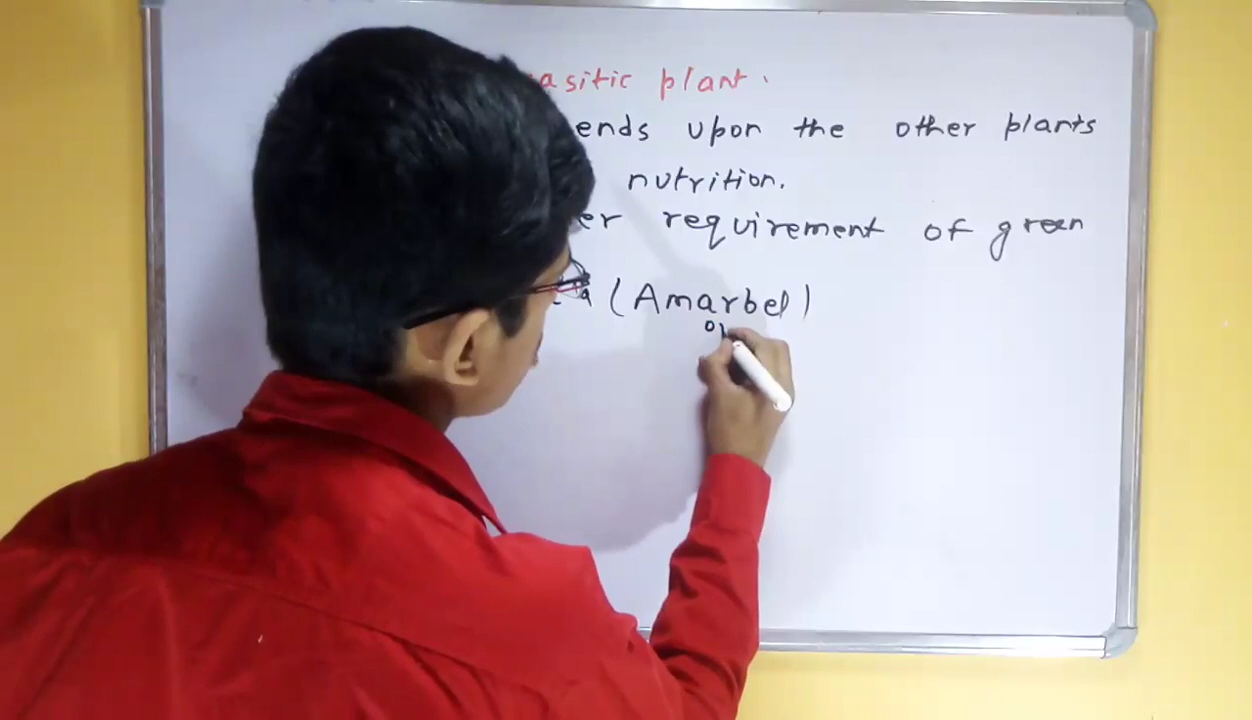 asitic plant.
ends upon the other plants
nutrition.
er requirement of green
a (Amarbel)